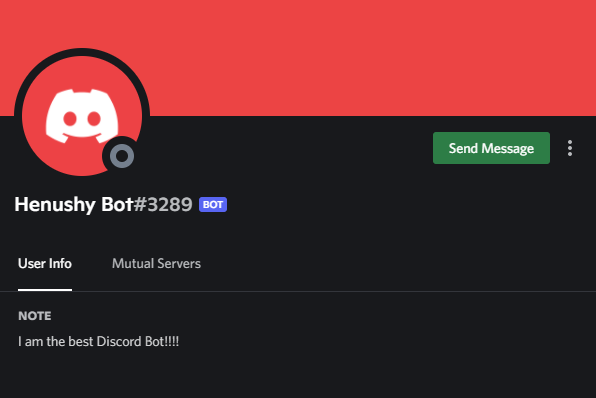 Send Message
Henushy Bot#3289 BOT
User Info Mutual Servers
NOTE
I am the best Discord Bot!!!!